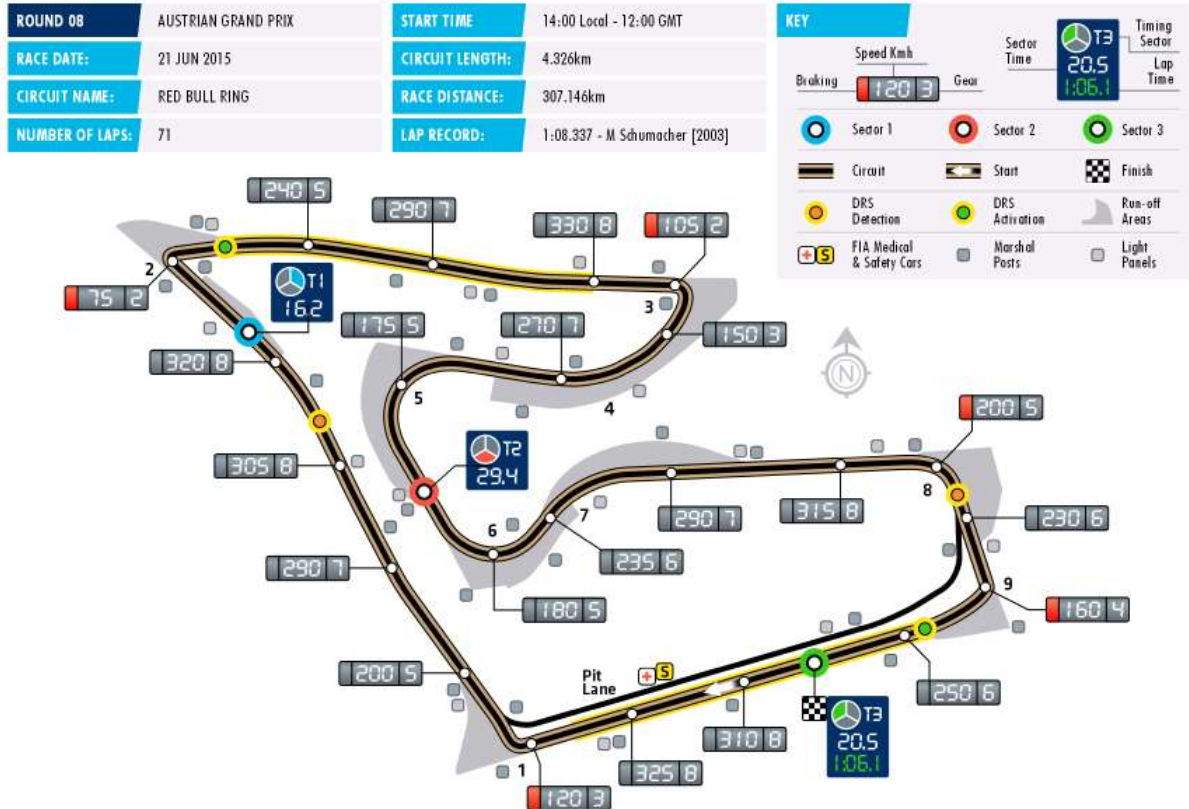 ROUND 08 AUSTRIAN GRAND PRIX
RACE DATE: 21 JUN 2015
CIRCUIT NAME: RED BULL RING
NUMBER OF LAPS: 71
START TIME 14:00 Local - 12:00 GMT
CIRCUIT LENGTH: 4.326km
RACE DISTANCE: 307.146km
LAP RECORD: 1:08.337 - M Schumacher [2003]
KEY
Speed Kmh
Braking 120 3 Gear
Sector Time
T3
20.5
1:06.1
Timing Sector
Lap Time
Sector 1
Sector 2
Sector 3
Circuit
Start
Finish
DRS Detection
DRS Activation
Run-off Areas
S
FIA Medical & Safety Cars
Marshal Posts
Light Panels
240 5
290 7
330 8
105 2
2
75 2
T1
16.2
3
175 5
270 7
150 3
320 8
N
5
4
200 5
305 8
T2
29.4
8
6
7
290 7
315 8
230 6
290 7
235 6
9
180 5
160 4
200 5
Pit Lane
S
250 6
T3
20.5
1:06.1
310 8
1
325 8
120 3